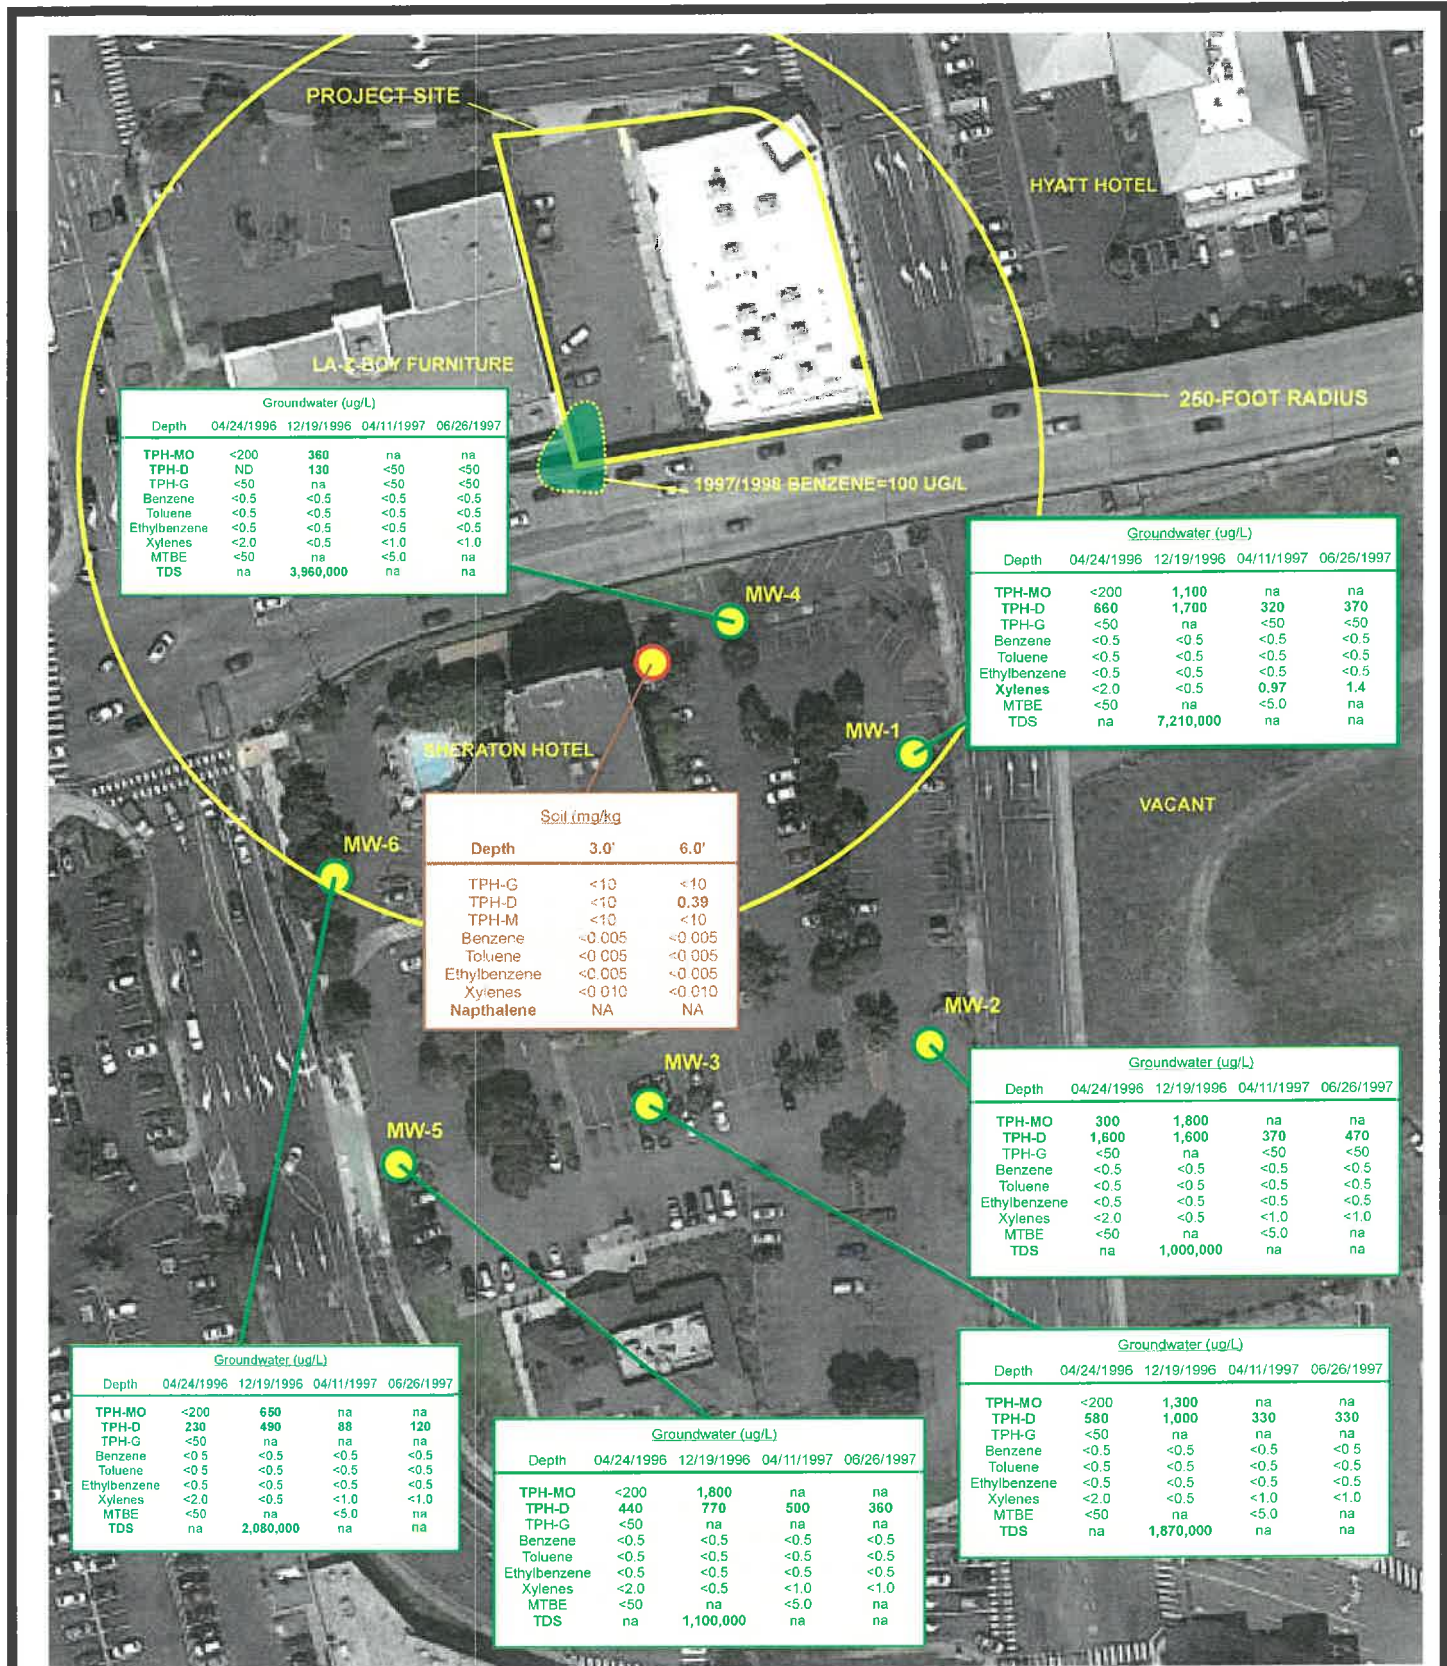 PROJECT SITE
HYATT HOTEL
LA-Z-BOY FURNITURE
250-FOOT RADIUS
1997/1998 BENZENE=100 UG/L
Groundwater (ug/L)
Depth 04/24/1996 12/19/1996 04/11/1997 06/26/1997
TPH-MO <200 360 na na
TPH-D ND 130 <50 <50
TPH-G <50 na <50 <50
Benzene <0.5 <0.5 <0.5 <0.5
Toluene <0.5 <0.5 <0.5 <0.5
Ethylbenzene <0.5 <0.5 <0.5 <0.5
Xylenes <2.0 <0.5 <1.0 <1.0
MTBE <50 na <5.0 na
TDS na 3,960,000 na na
MW-4
Groundwater (ug/L)
Depth 04/24/1996 12/19/1996 04/11/1997 06/26/1997
TPH-MO <200 1,100 na na
TPH-D 660 1,700 320 370
TPH-G <50 na <50 <50
Benzene <0.5 <0.5 <0.5 <0.5
Toluene <0.5 <0.5 <0.5 <0.5
Ethylbenzene <0.5 <0.5 <0.5 <0.5
Xylenes <2.0 <0.5 0.97 1.4
MTBE <50 na <5.0 na
TDS na 7,210,000 na na
MW-1
SHERATON HOTEL
VACANT
MW-6
Soil (mg/kg
Depth 3.0' 6.0'
TPH-G <10 <10
TPH-D <10 0.39
TPH-M <10 <10
Benzene <0.005 <0.005
Toluene <0.005 <0.005
Ethylbenzene <0.005 <0.005
Xylenes <0.010 <0.010
Napthalene NA NA
MW-2
MW-3
MW-5
Groundwater (ug/L)
Depth 04/24/1996 12/19/1996 04/11/1997 06/26/1997
TPH-MO 300 1,800 na na
TPH-D 1,600 1,600 370 470
TPH-G <50 na <50 <50
Benzene <0.5 <0.5 <0.5 <0.5
Toluene <0.5 <0.5 <0.5 <0.5
Ethylbenzene <0.5 <0.5 <0.5 <0.5
Xylenes <2.0 <0.5 <1.0 <1.0
MTBE <50 na <5.0 na
TDS na 1,000,000 na na
Groundwater (ug/L)
Depth 04/24/1996 12/19/1996 04/11/1997 06/26/1997
TPH-MO <200 650 na na
TPH-D 230 490 88 120
TPH-G <50 na na na
Benzene <0.5 <0.5 <0.5 <0.5
Toluene <0.5 <0.5 <0.5 <0.5
Ethylbenzene <0.5 <0.5 <0.5 <0.5
Xylenes <2.0 <0.5 <1.0 <1.0
MTBE <50 na <5.0 na
TDS na 2,080,000 na na
Groundwater (ug/L)
Depth 04/24/1996 12/19/1996 04/11/1997 06/26/1997
TPH-MO <200 1,800 na na
TPH-D 440 770 500 360
TPH-G <50 na na na
Benzene <0.5 <0.5 <0.5 <0.5
Toluene <0.5 <0.5 <0.5 <0.5
Ethylbenzene <0.5 <0.5 <0.5 <0.5
Xylenes <2.0 <0.5 <1.0 <1.0
MTBE <50 na <5.0 na
TDS na 1,100,000 na na
Groundwater (ug/L)
Depth 04/24/1996 12/19/1996 04/11/1997 06/26/1997
TPH-MO <200 1,300 na na
TPH-D 580 1,000 330 330
TPH-G <50 na na na
Benzene <0.5 <0.5 <0.5 <0.5
Toluene <0.5 <0.5 <0.5 <0.5
Ethylbenzene <0.5 <0.5 <0.5 <0.5
Xylenes <2.0 <0.5 <1.0 <1.0
MTBE <50 na <5.0 na
TDS na 1,870,000 na na